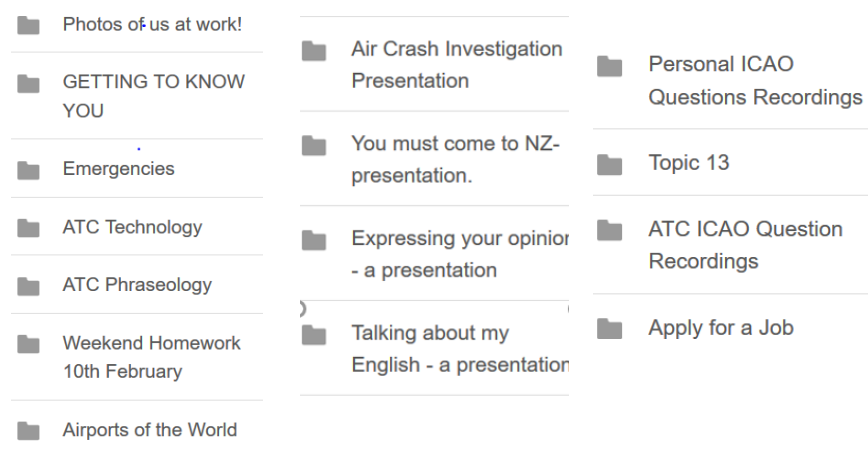 Photos of us at work!
GETTING TO KNOW
YOU
Emergencies
ATC Technology
ATC Phraseology
Weekend Homework
10th February
Airports of the World
Air Crash Investigation
Presentation
You must come to NZ-
presentation.
Expressing your opinion
- a presentation
Talking about my
English - a presentation
Personal ICAO
Questions Recordings
Topic 13
ATC ICAO Question
Recordings
Apply for a Job